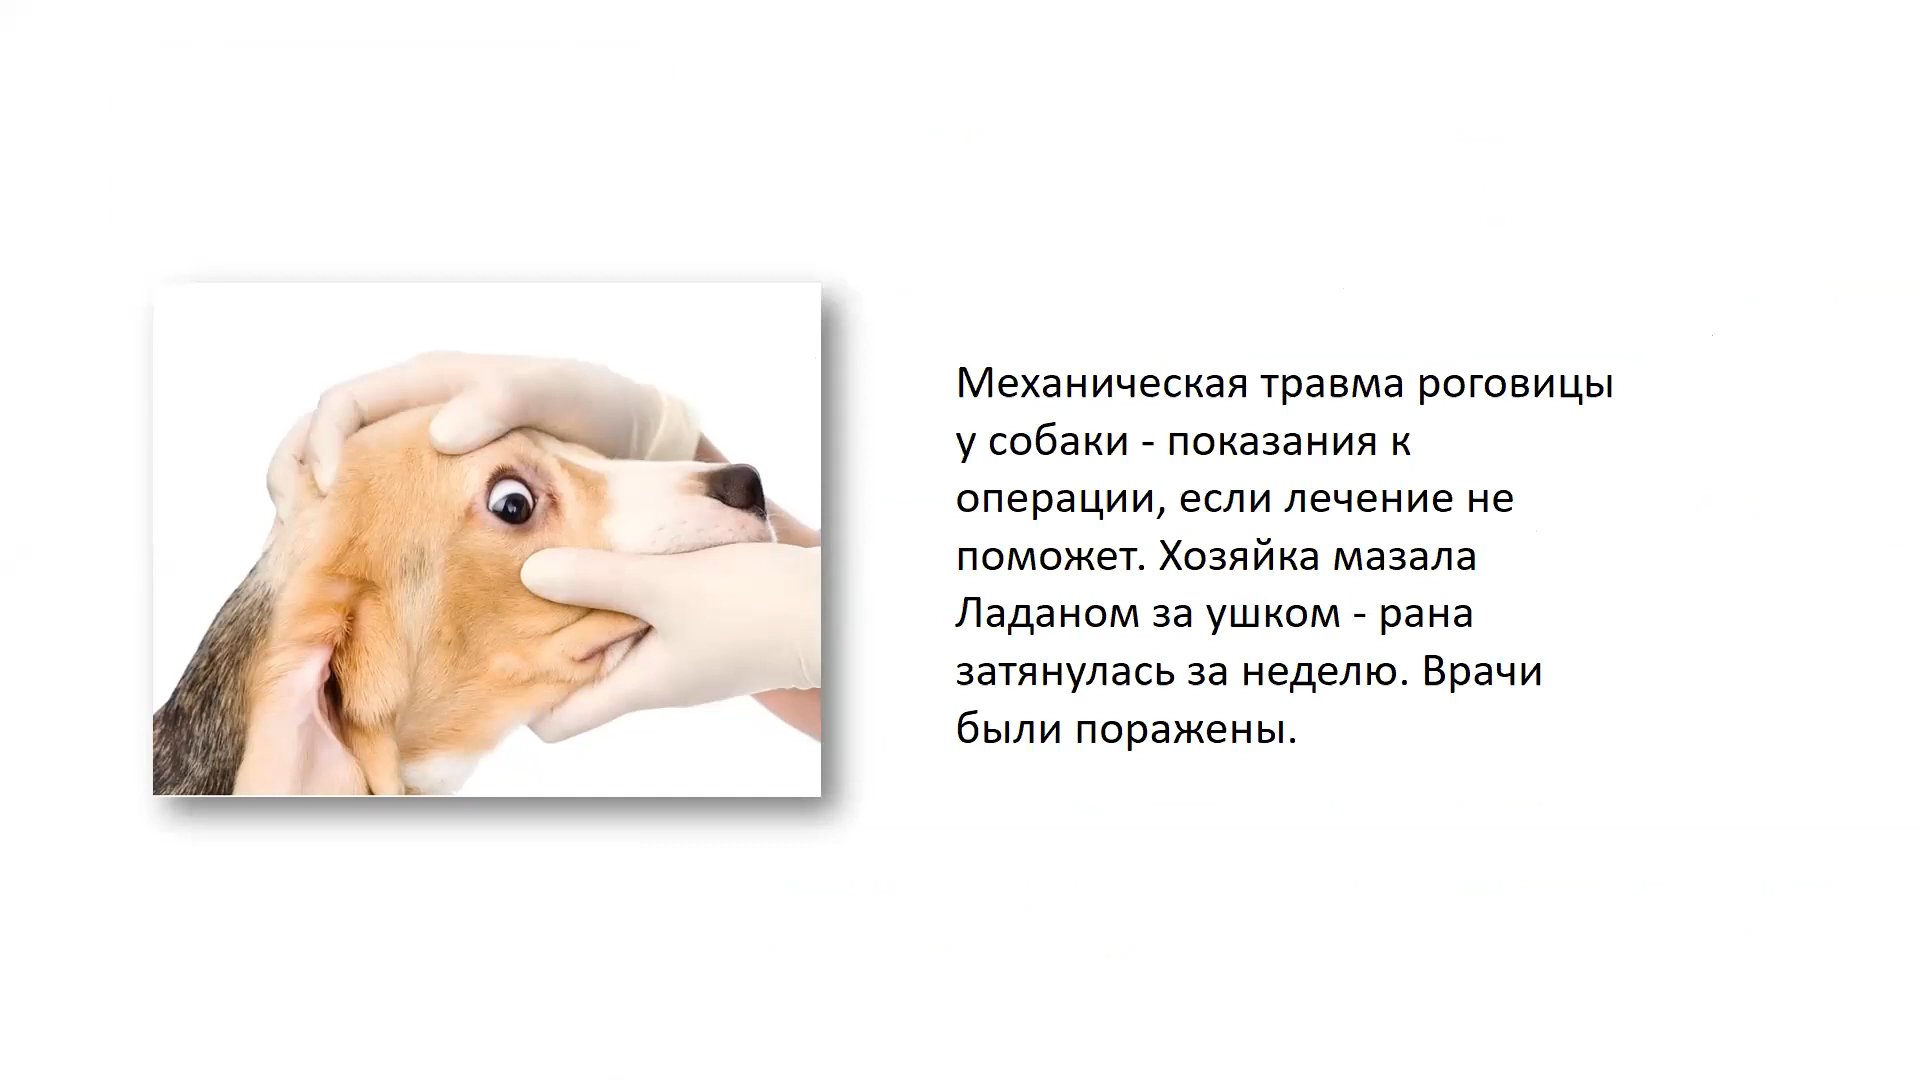 Механическая травма роговицы
у собаки - показания к
операции, если лечение не
поможет. Хозяйка мазала
Ладаном за ушком - рана
затянулась за неделю. Врачи
были поражены.